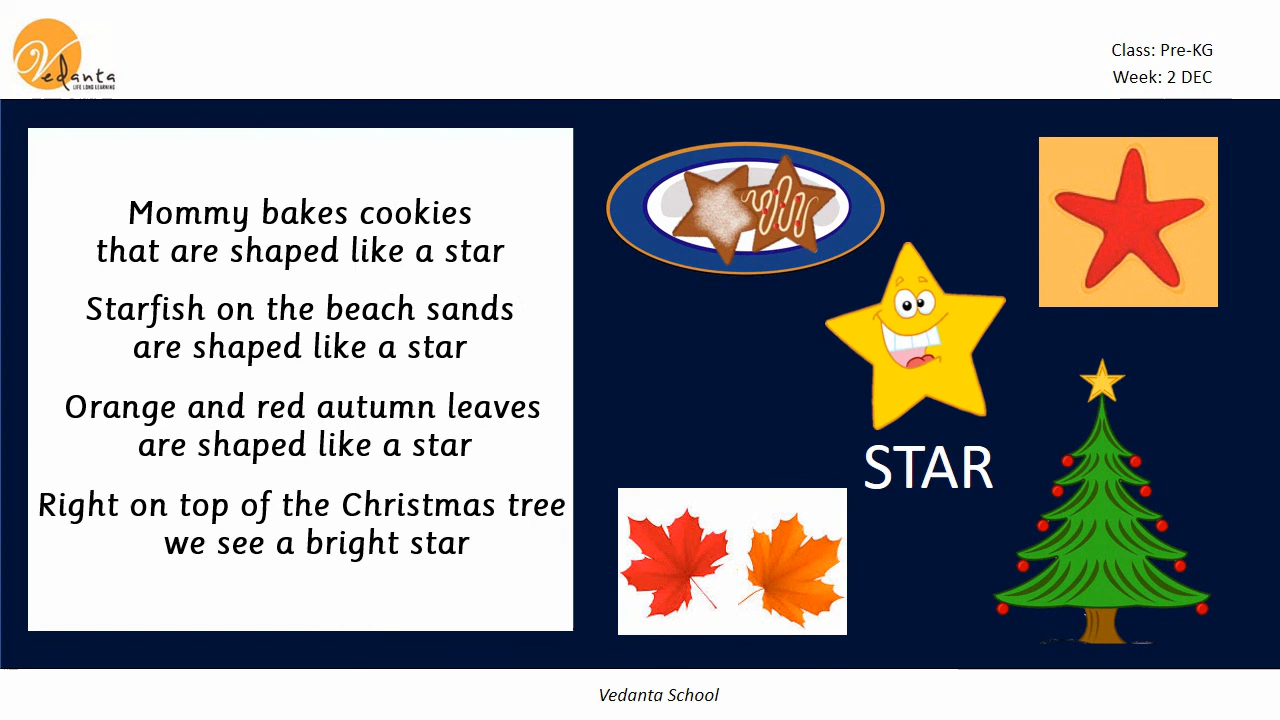 Vedanta
LIFE LONG LEARNING
Class: Pre-KG
Week: 2 DEC
Mommy bakes cookies
that are shaped like a star
Starfish on the beach sands
are shaped like a star
Orange and red autumn leaves
are shaped like a star
Right on top of the Christmas tree
we see a bright star
STAR
Vedanta School